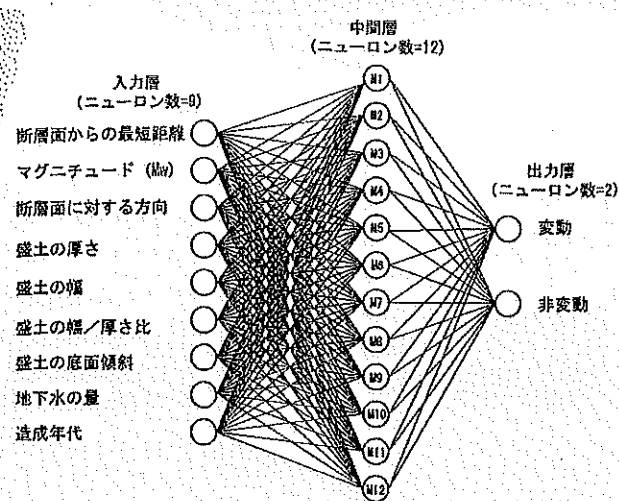 中間層
(ニューロン数=12)
入力層
(ニューロン数=9)
断層面からの最短距離
マグニチュード (Mw)
断層面に対する方向
盛土の厚さ
盛土の幅
盛土の幅/厚さ比
盛土の底面傾斜
地下水の量
造成年代
M1
M2
M3
M4
M5
M6
M7
M8
M9
M10
M11
M12
出力層
(ニューロン数=2)
変動
非変動